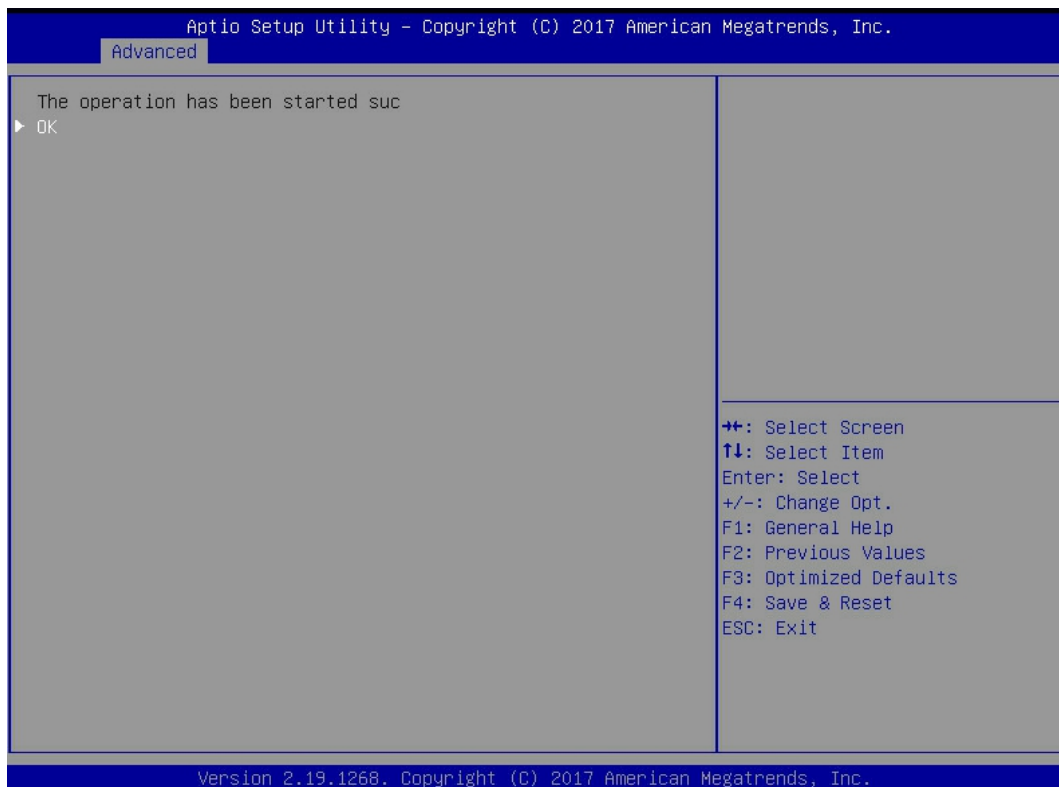 Aptio Setup Utility – Copyright (C) 2017 American Megatrends, Inc.
Advanced
The operation has been started suc
► OK
→←: Select Screen
↑↓: Select Item
Enter: Select
+/-: Change Opt.
F1: General Help
F2: Previous Values
F3: Optimized Defaults
F4: Save & Reset
ESC: Exit
Version 2.19.1268. Copyright (C) 2017 American Megatrends, Inc.